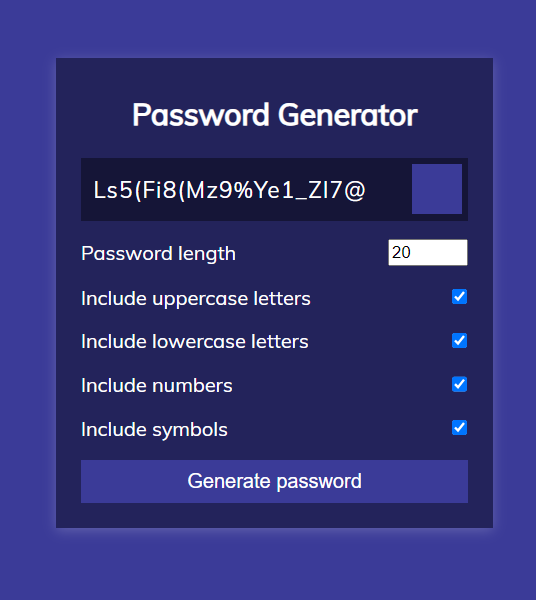 Password Generator
Ls5(Fi8(Mz9%Ye1_Zl7@
Password length
20
Include uppercase letters
Include lowercase letters
Include numbers
Include symbols
Generate password